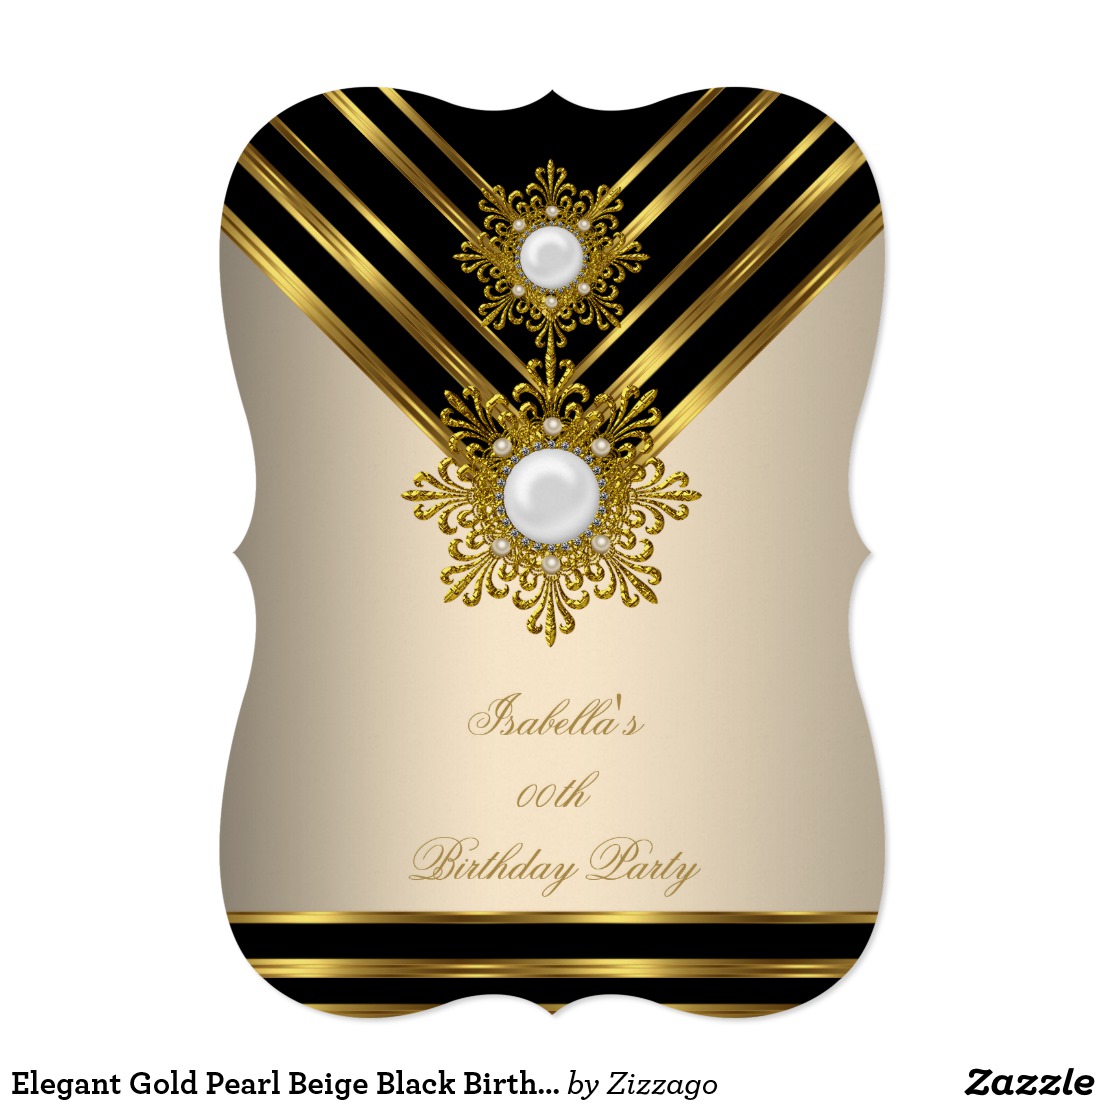 Isabella's
00th
Birthday Party
Elegant Gold Pearl Beige Black Birth... by Zizzago
Zazzle